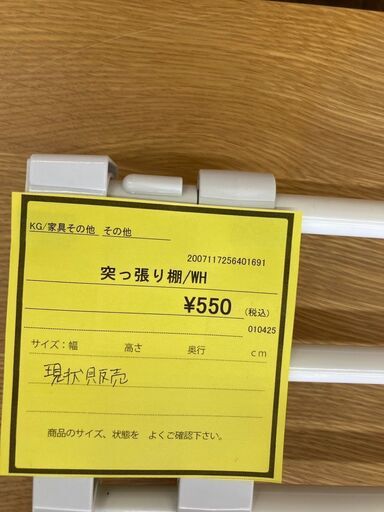 KG/家具その他 その他
2007117256401691
突っ張り棚/WH
¥550 (税込)
010425
サイズ:幅 高さ 奥行 cm
現状販売
商品のサイズ、状態を よくご確認下さい。